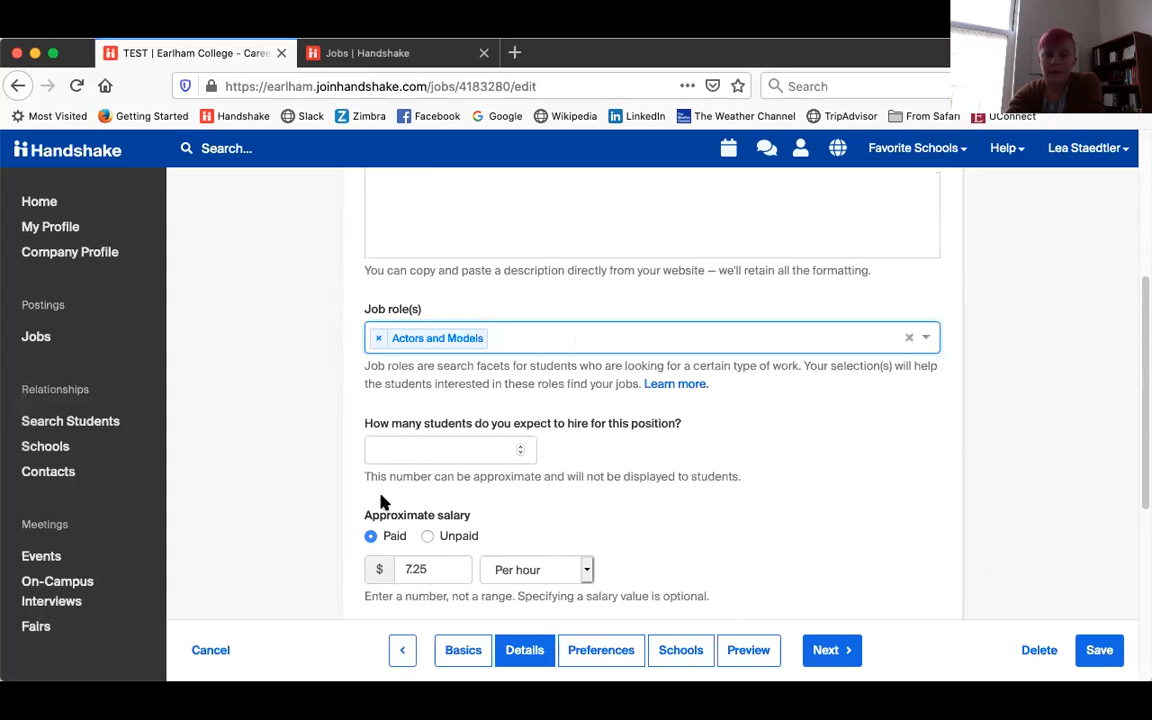 TEST | Earlham College - Caree
Jobs | Handshake
https://earlham.joinhandshake.com/jobs/4183280/edit
Search
Most Visited
Getting Started
Handshake
Slack
Zimbra
Facebook
Google
Wikipedia
LinkedIn
The Weather Channel
TripAdvisor
From Safari
UConnect
Handshake
Search...
Favorite Schools
Help
Lea Staedtler
Home
My Profile
Company Profile
Postings
Jobs
Relationships
Search Students
Schools
Contacts
Meetings
Events
On-Campus
Interviews
Fairs
You can copy and paste a description directly from your website — we'll retain all the formatting.
Job role(s)
× Actors and Models
Job roles are search facets for students who are looking for a certain type of work. Your selection(s) will help
the students interested in these roles find your jobs. Learn more.
How many students do you expect to hire for this position?
This number can be approximate and will not be displayed to students.
Approximate salary
Paid Unpaid
$ 7.25 Per hour
Enter a number, not a range. Specifying a salary value is optional.
Cancel
Basics
Details
Preferences
Schools
Preview
Next
Delete
Save